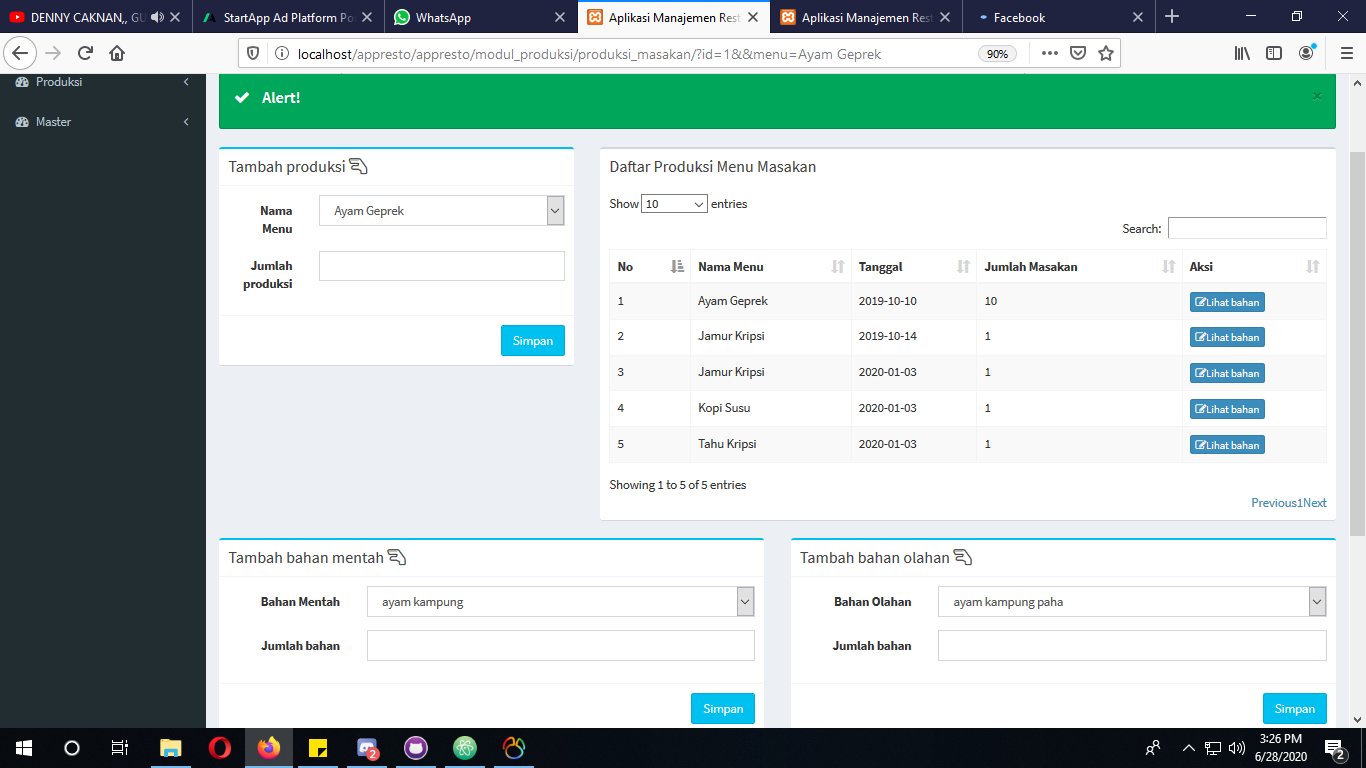 DENNY CAKNAN,, GU
StartApp Ad Platform Po
WhatsApp
Aplikasi Manajemen Rest
Aplikasi Manajemen Rest
Facebook
localhost/appresto/appresto/modul_produksi/produksi_masakan/?id=1&&menu=Ayam Geprek
90%
Produksi
Master
Alert!
×
Tambah produksi
Nama Menu
Ayam Geprek
Jumlah produksi
Simpan
Daftar Produksi Menu Masakan
Show 10 entries
Search:
No Nama Menu Tanggal Jumlah Masakan Aksi
1 Ayam Geprek 2019-10-10 10 Lihat bahan
2 Jamur Kripsi 2019-10-14 1 Lihat bahan
3 Jamur Kripsi 2020-01-03 1 Lihat bahan
4 Kopi Susu 2020-01-03 1 Lihat bahan
5 Tahu Kripsi 2020-01-03 1 Lihat bahan
Showing 1 to 5 of 5 entries
Previous1Next
Tambah bahan mentah
Bahan Mentah ayam kampung
Jumlah bahan
Simpan
Tambah bahan olahan
Bahan Olahan ayam kampung paha
Jumlah bahan
Simpan
2
3:26 PM
6/28/2020
2